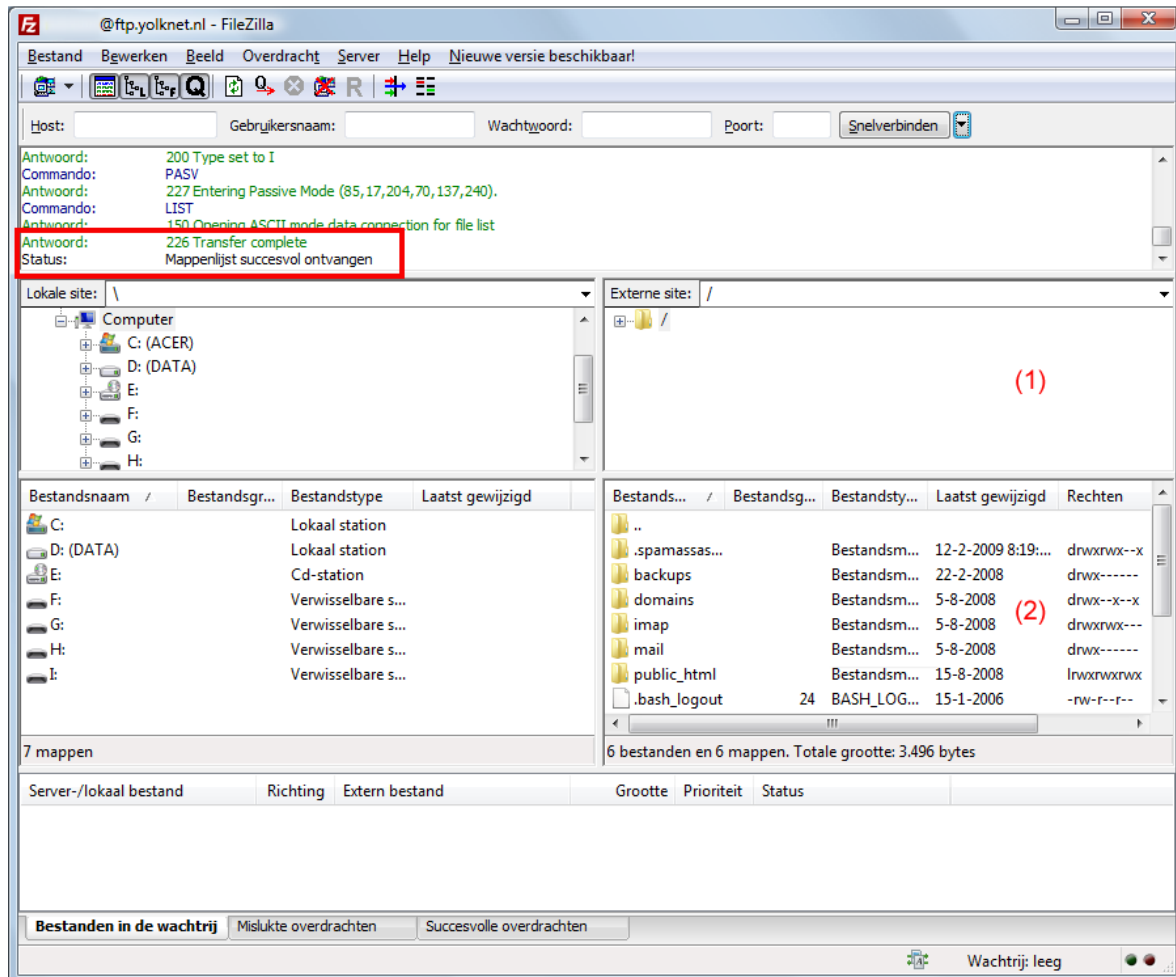 @ftp.yolknet.nl - FileZilla
Bestand Bewerken Beeld Overdracht Server Help Nieuwe versie beschikbaar!
Host: Gebruikersnaam: Wachtwoord: Poort: Snelverbinden
Antwoord: 200 Type set to I
Commando: PASV
Antwoord: 227 Entering Passive Mode (85,17,204,70,137,240).
Commando: LIST
Antwoord: 150 Opening ASCII mode data connection for file list
Antwoord: 226 Transfer complete
Status: Mappenlijst succesvol ontvangen
Lokale site: \
Computer
C: (ACER)
D: (DATA)
E:
F:
G:
H:
Externe site: /
/
(1)
Bestandsnaam / Bestandsgr... Bestandstype Laatst gewijzigd
C: Lokaal station
D: (DATA) Lokaal station
E: Cd-station
F: Verwisselbare s...
G: Verwisselbare s...
H: Verwisselbare s...
I: Verwisselbare s...
7 mappen
Bestands... / Bestandsg... Bestandsty... Laatst gewijzigd Rechten
..
.spamassas... Bestandsm... 12-2-2009 8:19:... drwxrwx--x
backups Bestandsm... 22-2-2008 drwx------
domains Bestandsm... 5-8-2008 drwx--x--x
(2)
imap Bestandsm... 5-8-2008 drwxrwx---
mail Bestandsm... 5-8-2008 drwx------
public_html Bestandsm... 15-8-2008 lrwxrwxrwx
.bash_logout 24 BASH_LOG... 15-1-2006 -rw-r--r--
6 bestanden en 6 mappen. Totale grootte: 3.496 bytes
Server-/lokaal bestand Richting Extern bestand Grootte Prioriteit Status
Bestanden in de wachtrij Mislukte overdrachten Succesvolle overdrachten
Wachtrij: leeg